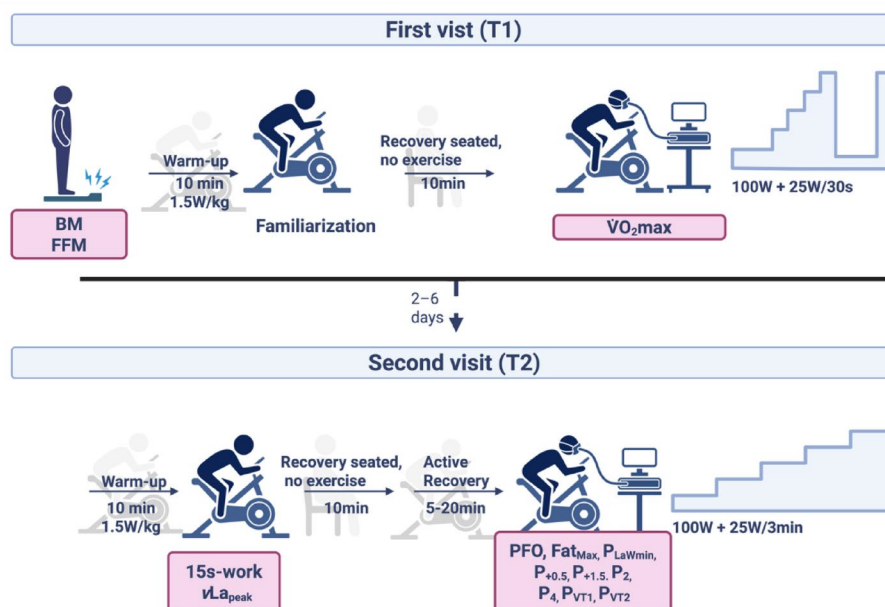 First vist (T1)
Warm-up
10 min
1.5W/kg
Recovery seated,
no exercise
10min
100W + 25W/30s
BM
FFM
Familiarization
V̇O₂max
2–6
days
Second visit (T2)
Warm-up
10 min
1.5W/kg
Recovery seated,
no exercise
10min
Active
Recovery
5-20min
100W + 25W/3min
15s-work
νLapeak
PFO, FatMax, PLaWmin,
P+0.5, P+1.5. P2,
P4, PVT1, PVT2